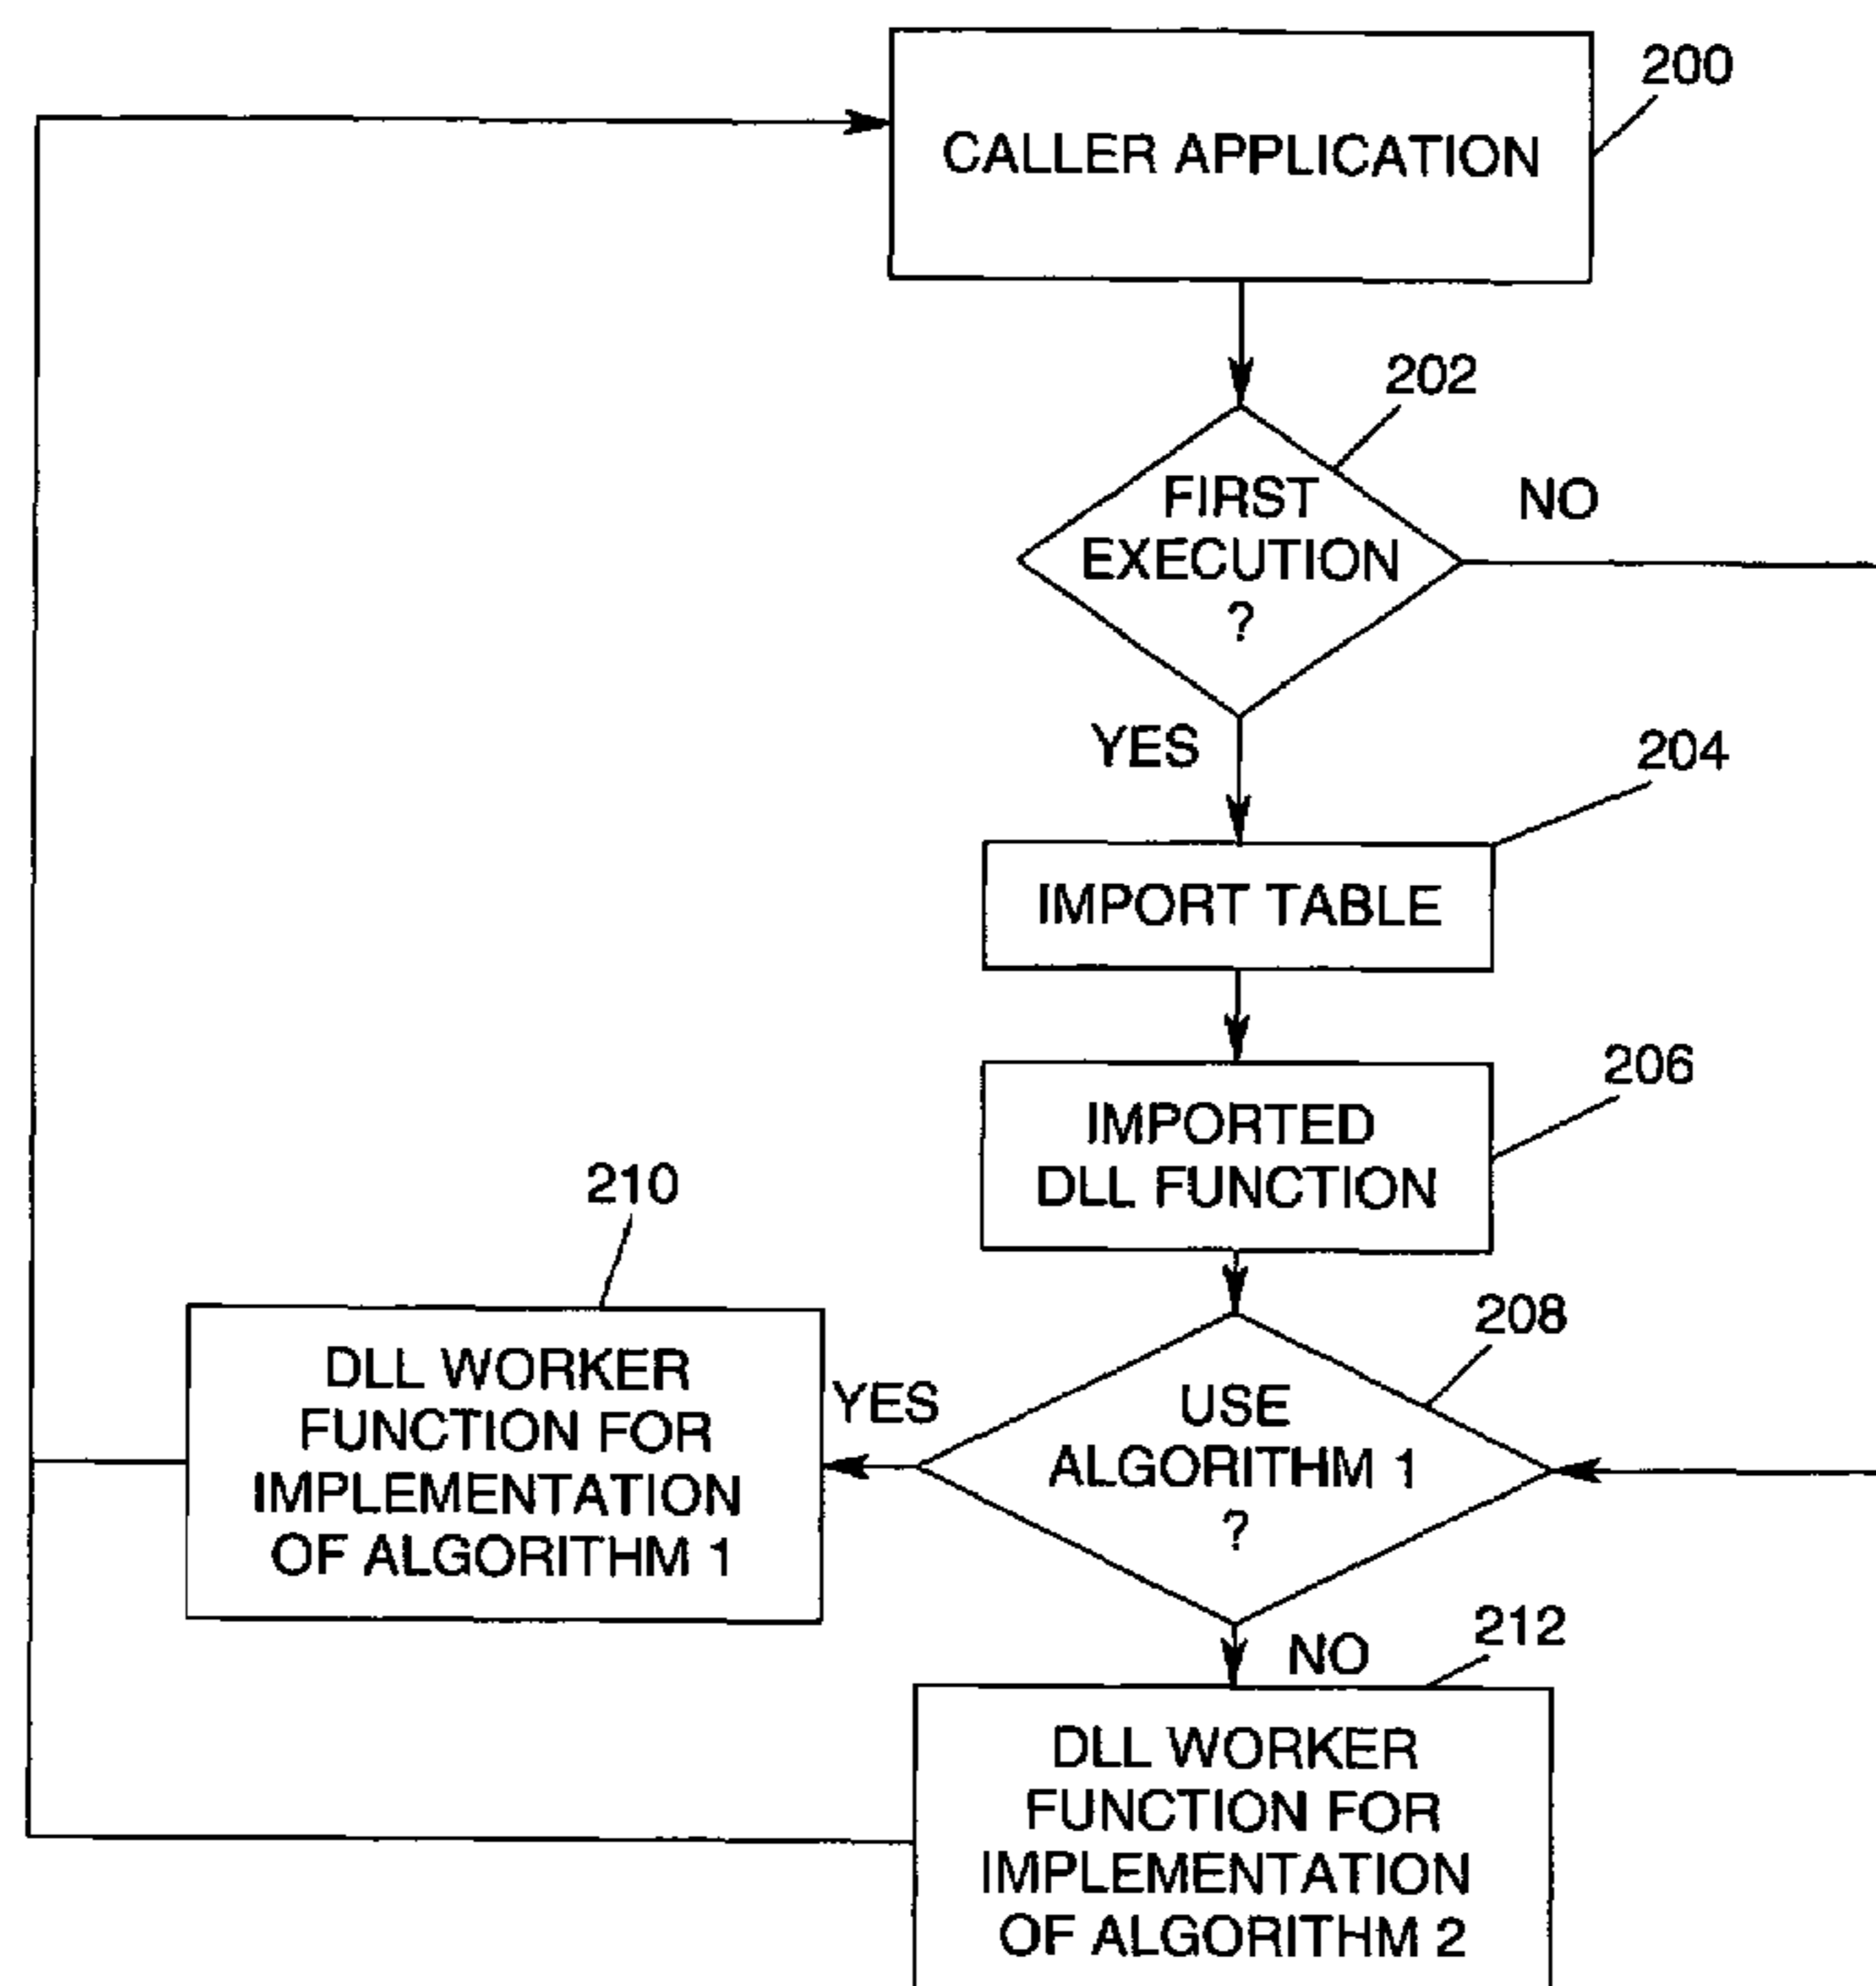 200
CALLER APPLICATION
202
FIRST
EXECUTION
?
NO
YES
204
IMPORT TABLE
206
IMPORTED
DLL FUNCTION
210
208
DLL WORKER
FUNCTION FOR
IMPLEMENTATION
OF ALGORITHM 1
YES
USE
ALGORITHM 1
?
NO
212
DLL WORKER
FUNCTION FOR
IMPLEMENTATION
OF ALGORITHM 2